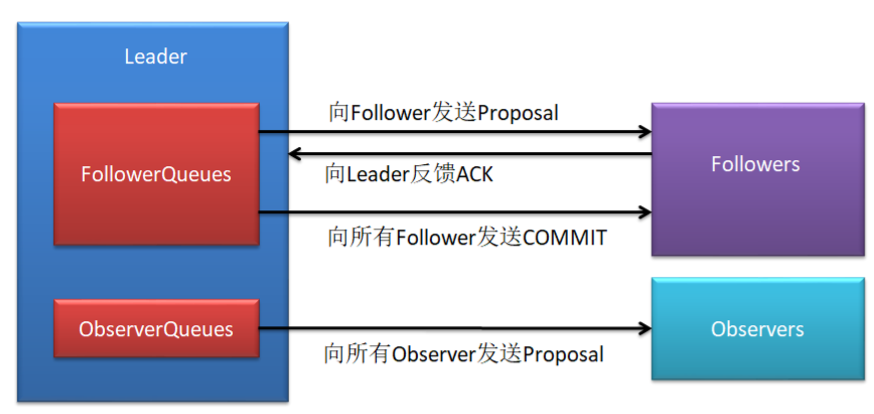 Leader
FollowerQueues
向Follower发送Proposal
向Leader反馈ACK
向所有Follower发送COMMIT
Followers
ObserverQueues
向所有Observer发送Proposal
Observers